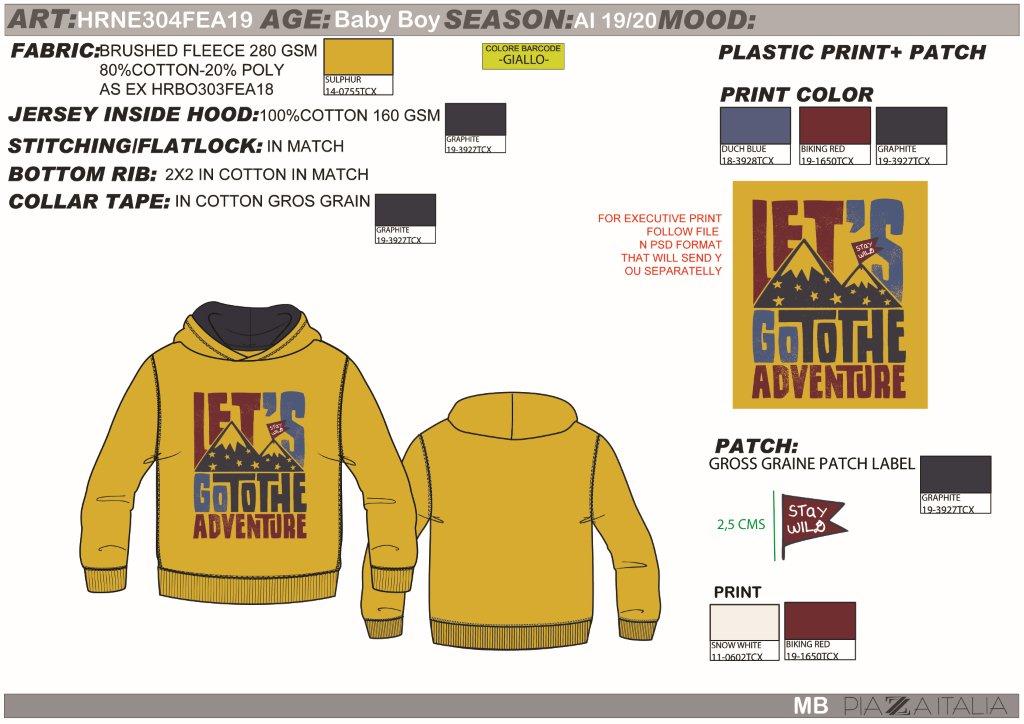 ART:HRNE304FEA19 AGE: Baby Boy SEASON:AI 19/20 MOOD:
FABRIC:BRUSHED FLEECE 280 GSM
80%COTTON-20% POLY
AS EX HRBO303FEA18
SULPHUR
14-0755TCX
COLORE BARCODE
-GIALLO-
JERSEY INSIDE HOOD:100%COTTON 160 GSM
GRAPHITE
19-3927TCX
STITCHING/FLATLOCK: IN MATCH
BOTTOM RIB: 2X2 IN COTTON IN MATCH
COLLAR TAPE: IN COTTON GROS GRAIN
GRAPHITE
19-3927TCX
PLASTIC PRINT+ PATCH
PRINT COLOR
DUCH BLUE
18-3928TCX
BIKING RED
19-1650TCX
GRAPHITE
19-3927TCX
FOR EXECUTIVE PRINT
FOLLOW FILE
N PSD FORMAT
THAT WILL SEND Y
OU SEPARATELLY
LET'S
STAY
WILD
GO TO THE
ADVENTURE
LET'S
STAY
WILD
GO TO THE
ADVENTURE
PATCH:
GROSS GRAINE PATCH LABEL
GRAPHITE
19-3927TCX
2,5 CMS
STAY
WILD
PRINT
SNOW WHITE
11-0602TCX
BIKING RED
19-1650TCX
MB PIAZZA ITALIA